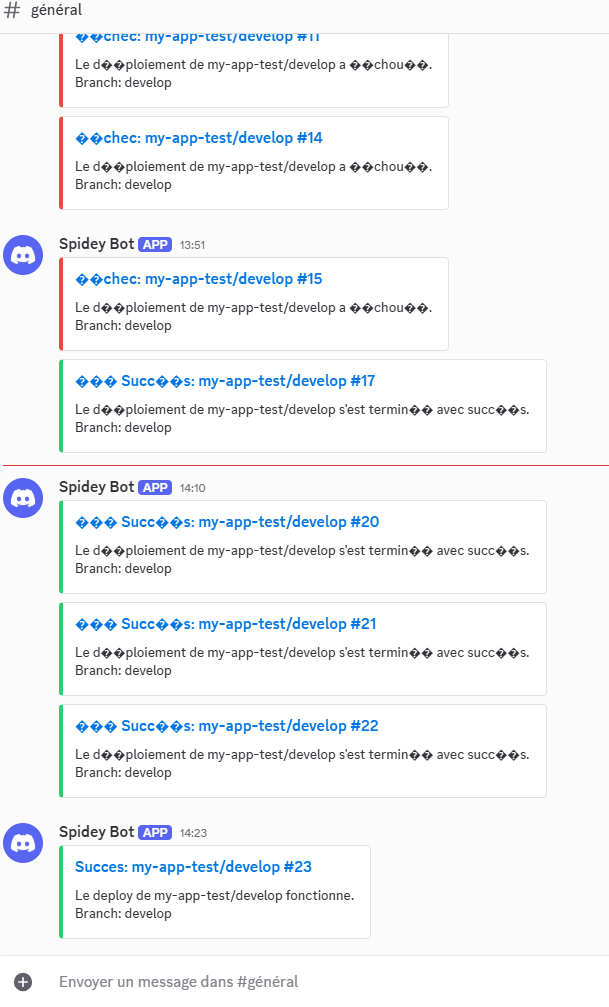 # général
��chec: my-app-test/develop #11
Le d��ploiement de my-app-test/develop a ��chou��.
Branch: develop
��chec: my-app-test/develop #14
Le d��ploiement de my-app-test/develop a ��chou��.
Branch: develop
Spidey Bot APP 13:51
��chec: my-app-test/develop #15
Le d��ploiement de my-app-test/develop a ��chou��.
Branch: develop
��� Succ��s: my-app-test/develop #17
Le d��ploiement de my-app-test/develop s'est termin�� avec succ��s.
Branch: develop
Spidey Bot APP 14:10
��� Succ��s: my-app-test/develop #20
Le d��ploiement de my-app-test/develop s'est termin�� avec succ��s.
Branch: develop
��� Succ��s: my-app-test/develop #21
Le d��ploiement de my-app-test/develop s'est termin�� avec succ��s.
Branch: develop
��� Succ��s: my-app-test/develop #22
Le d��ploiement de my-app-test/develop s'est termin�� avec succ��s.
Branch: develop
Spidey Bot APP 14:23
Succes: my-app-test/develop #23
Le deploy de my-app-test/develop fonctionne.
Branch: develop
Envoyer un message dans #général